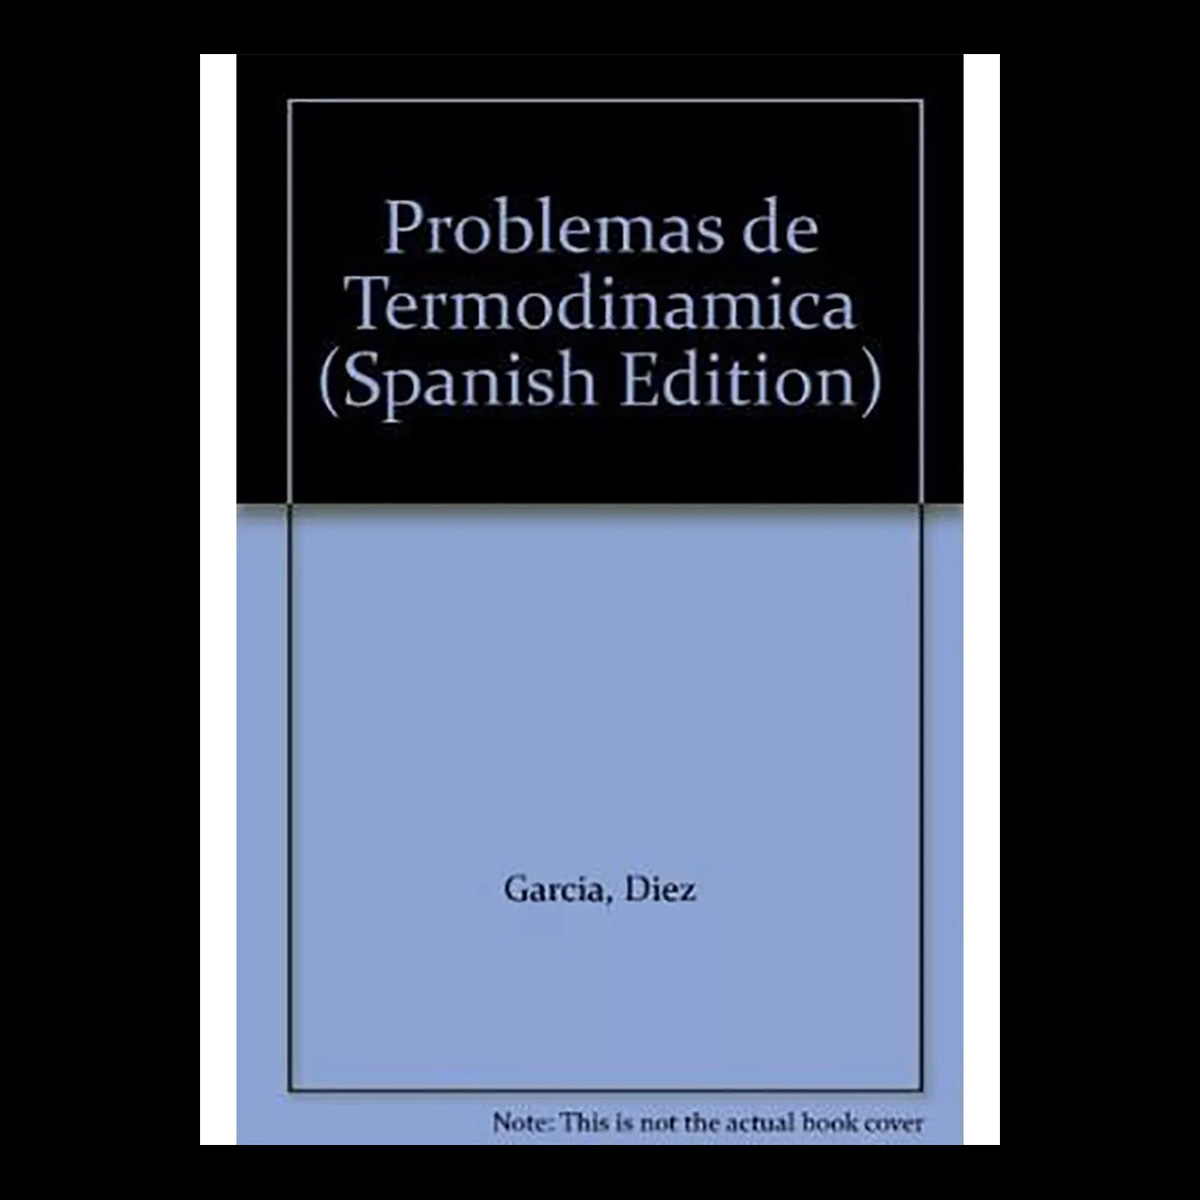 Problemas de
Termodinamica
(Spanish Edition)
Garcia, Diez
Note: This is not the actual book cover